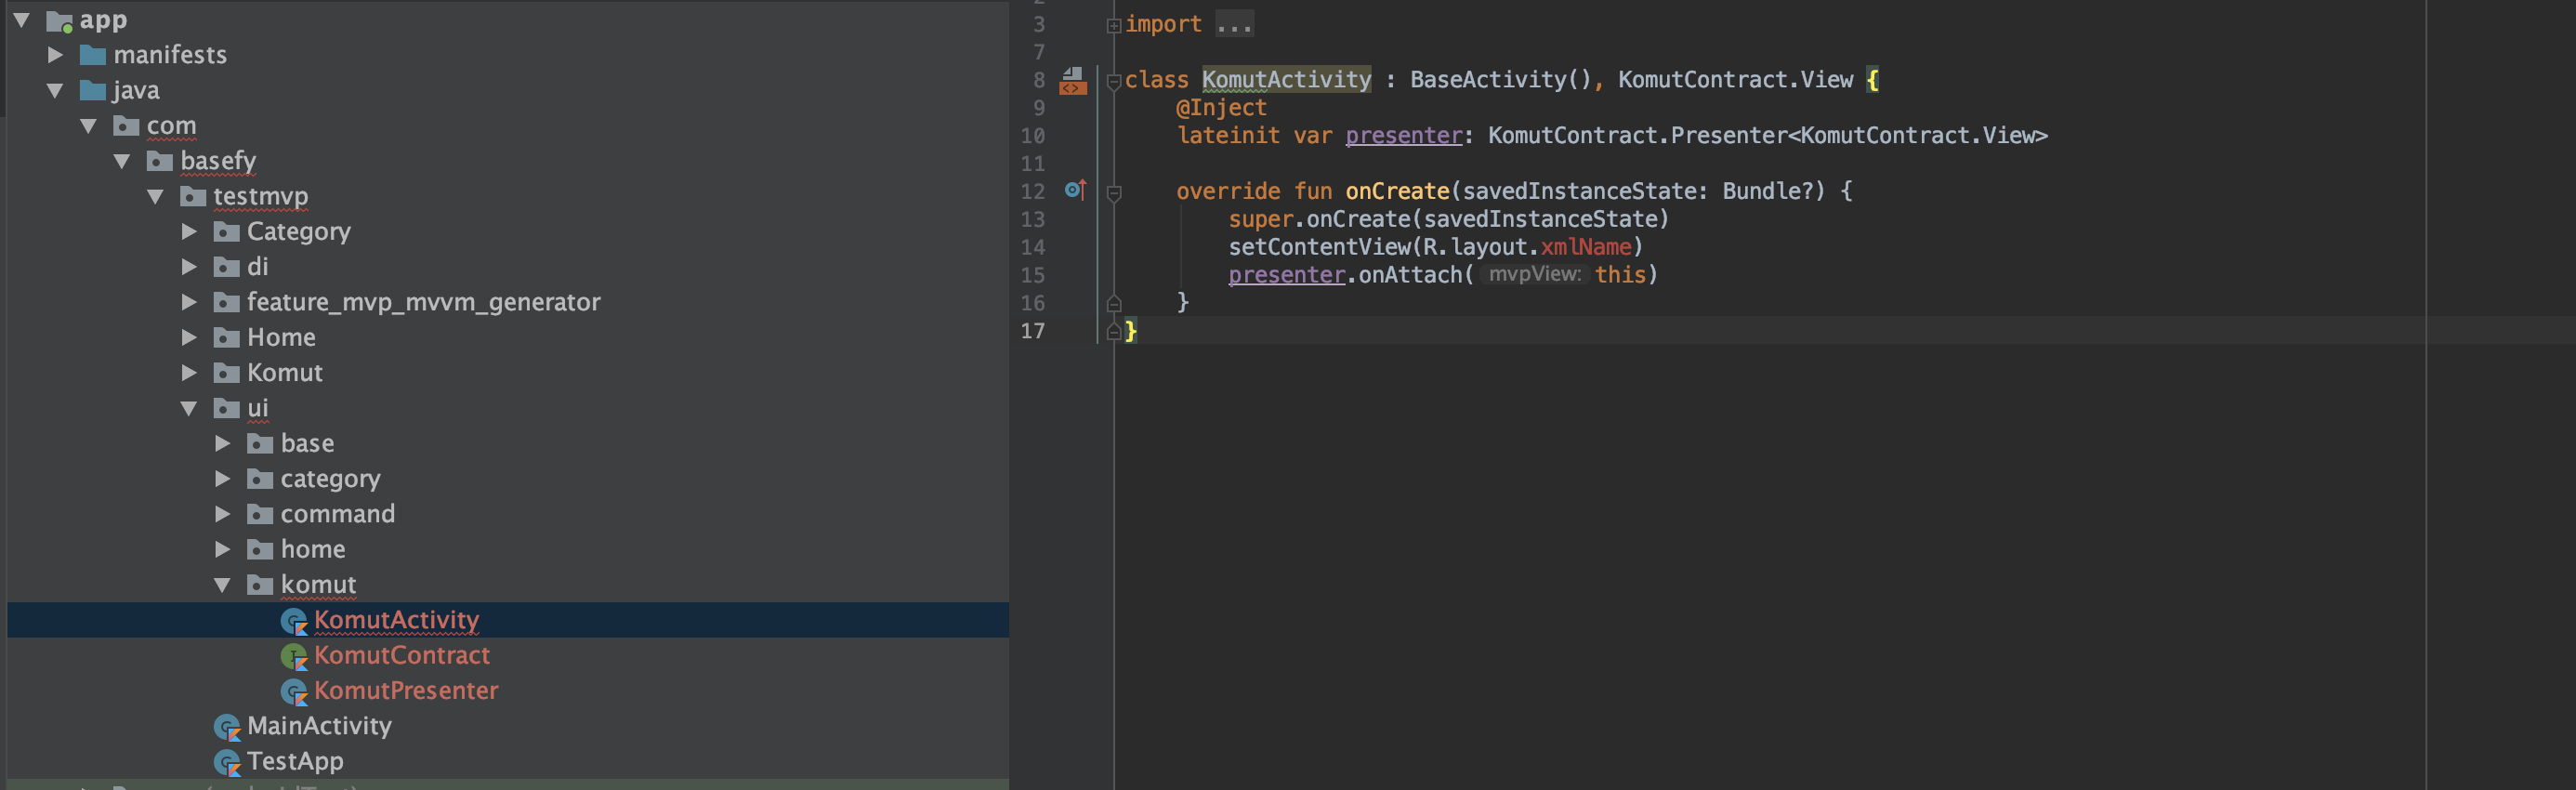 app
manifests
java
com
basefy
testmvp
Category
di
feature_mvp_mvvm_generator
Home
Komut
ui
base
category
command
home
komut
KomutActivity
KomutContract
KomutPresenter
MainActivity
TestApp
3 import ...
7
8 class KomutActivity : BaseActivity(), KomutContract.View {
9 @Inject
10 lateinit var presenter: KomutContract.Presenter<KomutContract.View>
11
12 override fun onCreate(savedInstanceState: Bundle?) {
13 super.onCreate(savedInstanceState)
14 setContentView(R.layout.xmlName)
15 presenter.onAttach( mvpView: this)
16 }
17 }